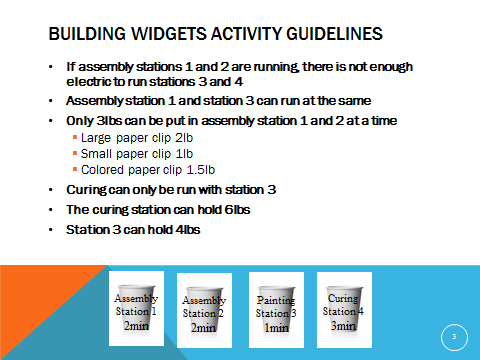 BUILDING WIDGETS ACTIVITY GUIDELINES
• If assembly stations 1 and 2 are running, there is not enough
electric to run stations 3 and 4
• Assembly station 1 and station 3 can run at the same
• Only 3lbs can be put in assembly station 1 and 2 at a time
▪ Large paper clip 2lb
▪ Small paper clip 1lb
▪ Colored paper clip 1.5lb
• Curing can only be run with station 3
• The curing station can hold 6lbs
• Station 3 can hold 4lbs
Assembly
Station 1
2min
Assembly
Station 2
2min
Painting
Station 3
1min
Curing
Station 4
3min
3